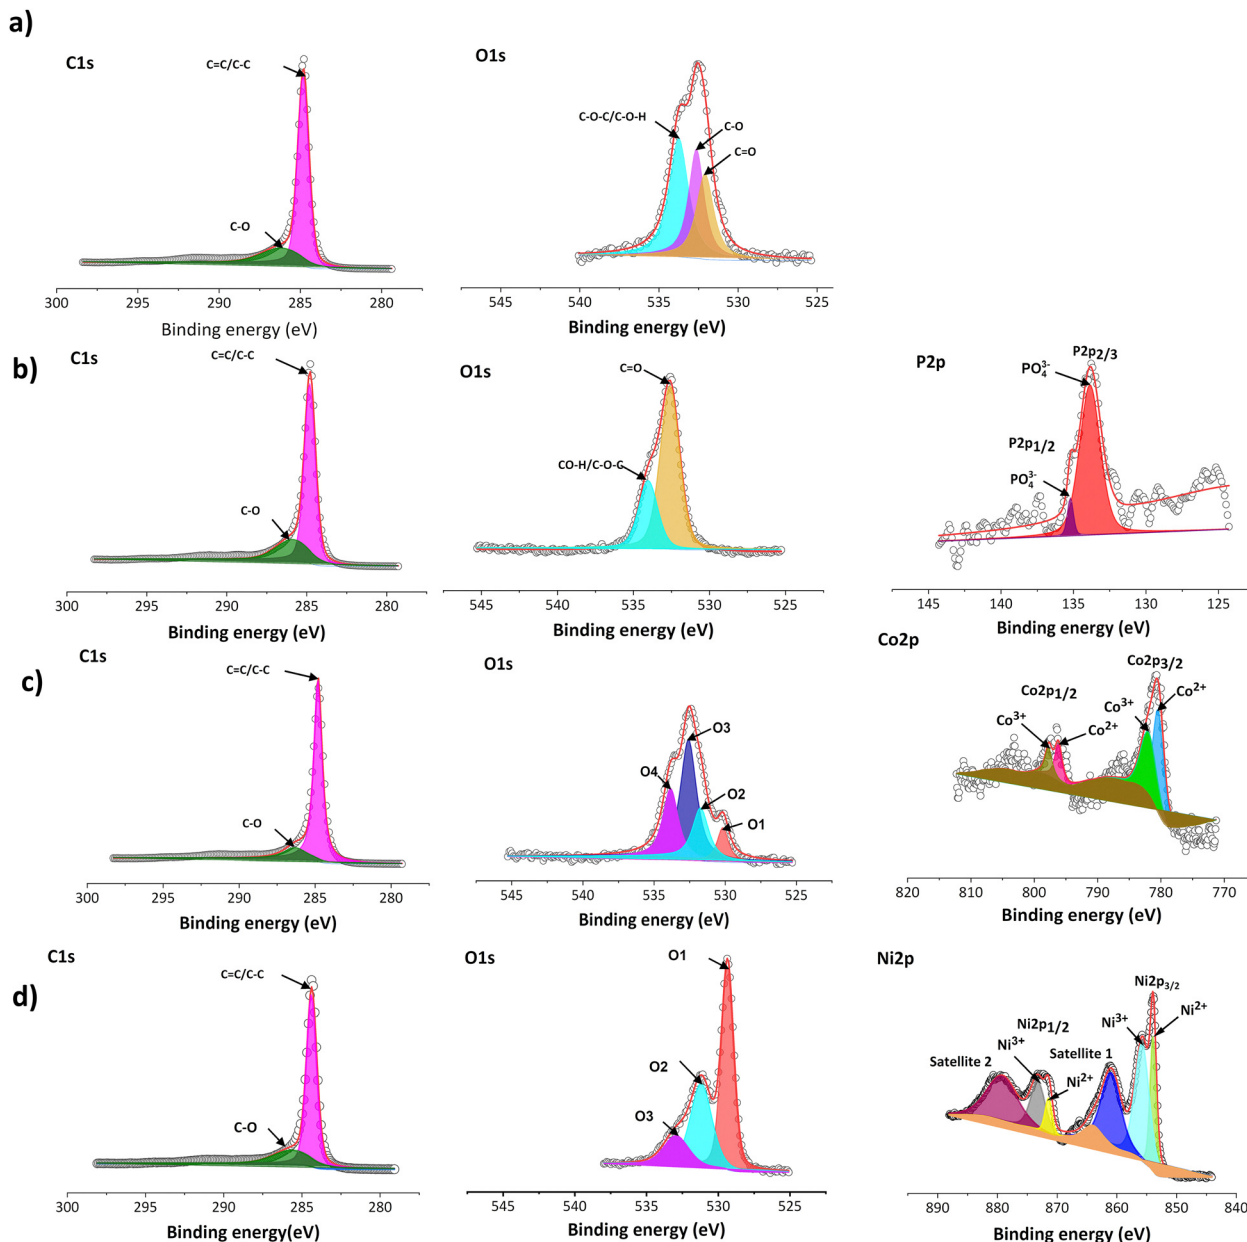 a)
C1s
C=C/C-C
C-O
300 295 290 285 280
Binding energy (eV)
O1s
C-O-C/C-O-H
C-O
C=O
545 540 535 530 525
Binding energy (eV)
b)
C1s
C=C/C-C
C-O
300 295 290 285 280
Binding energy (eV)
O1s
C=O
CO-H/C-O-C
545 540 535 530 525
Binding energy (eV)
P2p
P2p2/3
PO₄³⁻
P2p1/2
PO₄³⁻
145 140 135 130 125
Binding energy (eV)
c)
C1s
C=C/C-C
C-O
300 295 290 285 280
Binding energy (eV)
O1s
O3
O4
O2
O1
545 540 535 530 525
Binding energy (eV)
Co2p
Co2p3/2
Co2p1/2
Co³⁺
Co²⁺
Co³⁺
Co²⁺
820 810 800 790 780 770
Binding energy (eV)
d)
C1s
C=C/C-C
C-O
300 295 290 285 280
Binding energy(eV)
O1s
O1
O2
O3
545 540 535 530 525
Binding energy (eV)
Ni2p
Ni2p₃/₂
Ni³⁺
Ni²⁺
Ni2p1/2
Ni³⁺
Satellite 1
Satellite 2
Ni²⁺
890 880 870 860 850 840
Binding energy (eV)